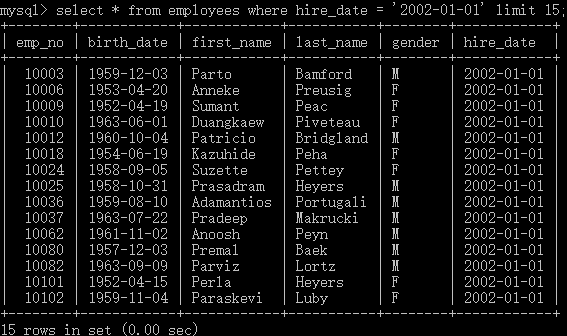 mysql> select * from employees where hire_date = '2002-01-01' limit 15;
+--------+------------+------------+-----------+--------+------------+
| emp_no | birth_date | first_name | last_name | gender | hire_date  |
+--------+------------+------------+-----------+--------+------------+
|  10003 | 1959-12-03 | Parto      | Bamford   | M      | 2002-01-01 |
|  10006 | 1953-04-20 | Anneke     | Preusig   | F      | 2002-01-01 |
|  10009 | 1952-04-19 | Sumant     | Peac      | F      | 2002-01-01 |
|  10010 | 1963-06-01 | Duangkaew  | Piveteau  | F      | 2002-01-01 |
|  10012 | 1960-10-04 | Patricio   | Bridgland | M      | 2002-01-01 |
|  10018 | 1954-06-19 | Kazuhide   | Peha      | F      | 2002-01-01 |
|  10024 | 1958-09-05 | Suzette    | Pettey    | F      | 2002-01-01 |
|  10025 | 1958-10-31 | Prasadram  | Heyers    | M      | 2002-01-01 |
|  10036 | 1959-08-10 | Adamantios | Portugali | M      | 2002-01-01 |
|  10037 | 1963-07-22 | Pradeep    | Makrucki  | M      | 2002-01-01 |
|  10062 | 1961-11-02 | Anoosh     | Peyn      | M      | 2002-01-01 |
|  10080 | 1957-12-03 | Premal     | Baek      | M      | 2002-01-01 |
|  10082 | 1963-09-09 | Parviz     | Lortz     | M      | 2002-01-01 |
|  10101 | 1952-04-15 | Perla      | Heyers    | F      | 2002-01-01 |
|  10102 | 1959-11-04 | Paraskevi  | Luby      | F      | 2002-01-01 |
+--------+------------+------------+-----------+--------+------------+
15 rows in set (0.00 sec)